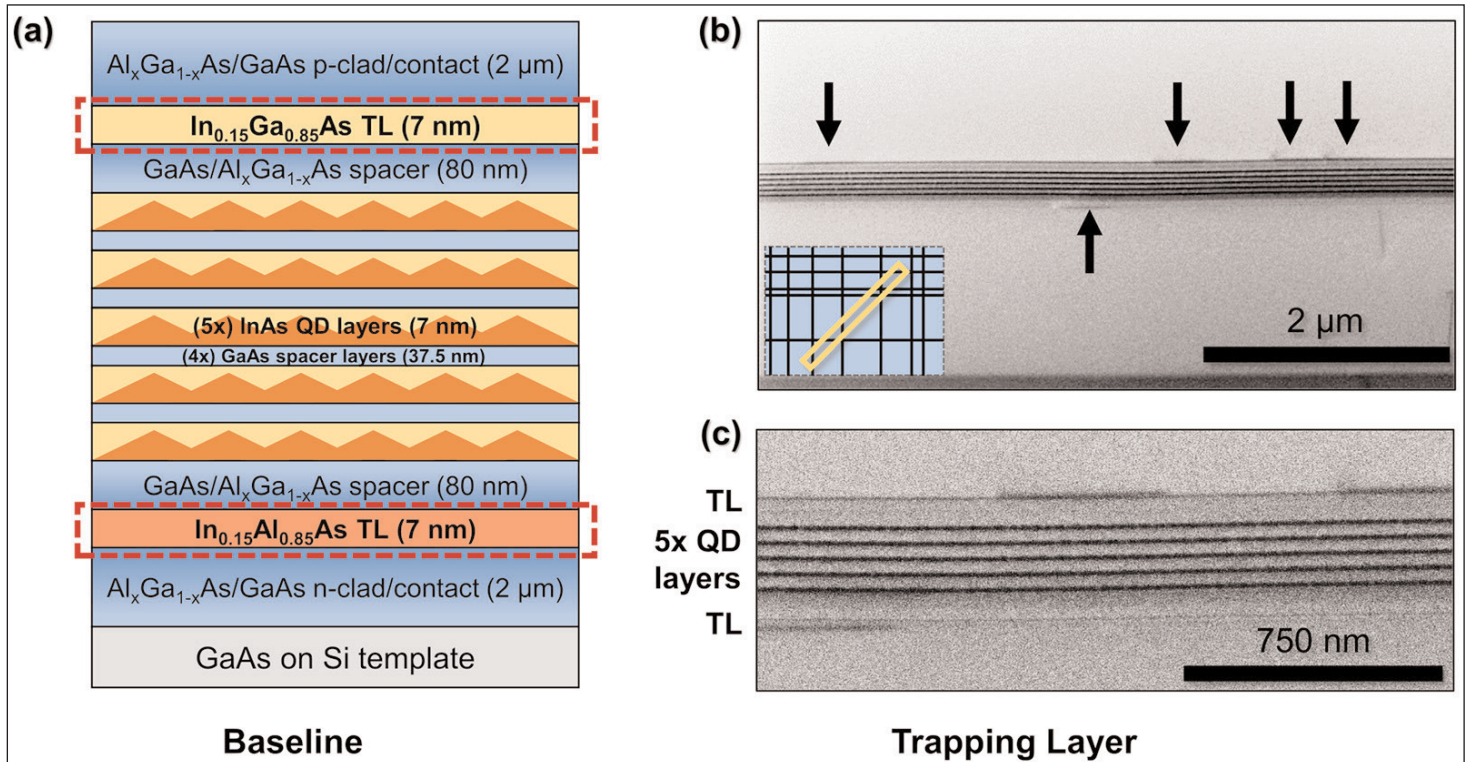 (a)
Al𝗑Ga₁₋𝗑As/GaAs p-clad/contact (2 µm)
In₀.₁₅Ga₀.₈₅As TL (7 nm)
GaAs/AlₓGa₁₋ₓAs spacer (80 nm)
(5x) InAs QD layers (7 nm)
(4x) GaAs spacer layers (37.5 nm)
GaAs/AlₓGa₁₋ₓAs spacer (80 nm)
In₀.₁₅Al₀.₈₅As TL (7 nm)
AlₓGa₁₋ₓAs/GaAs n-clad/contact (2 µm)
GaAs on Si template
Baseline
(b)
2 µm
(c)
TL
5x QD
layers
TL
750 nm
Trapping Layer